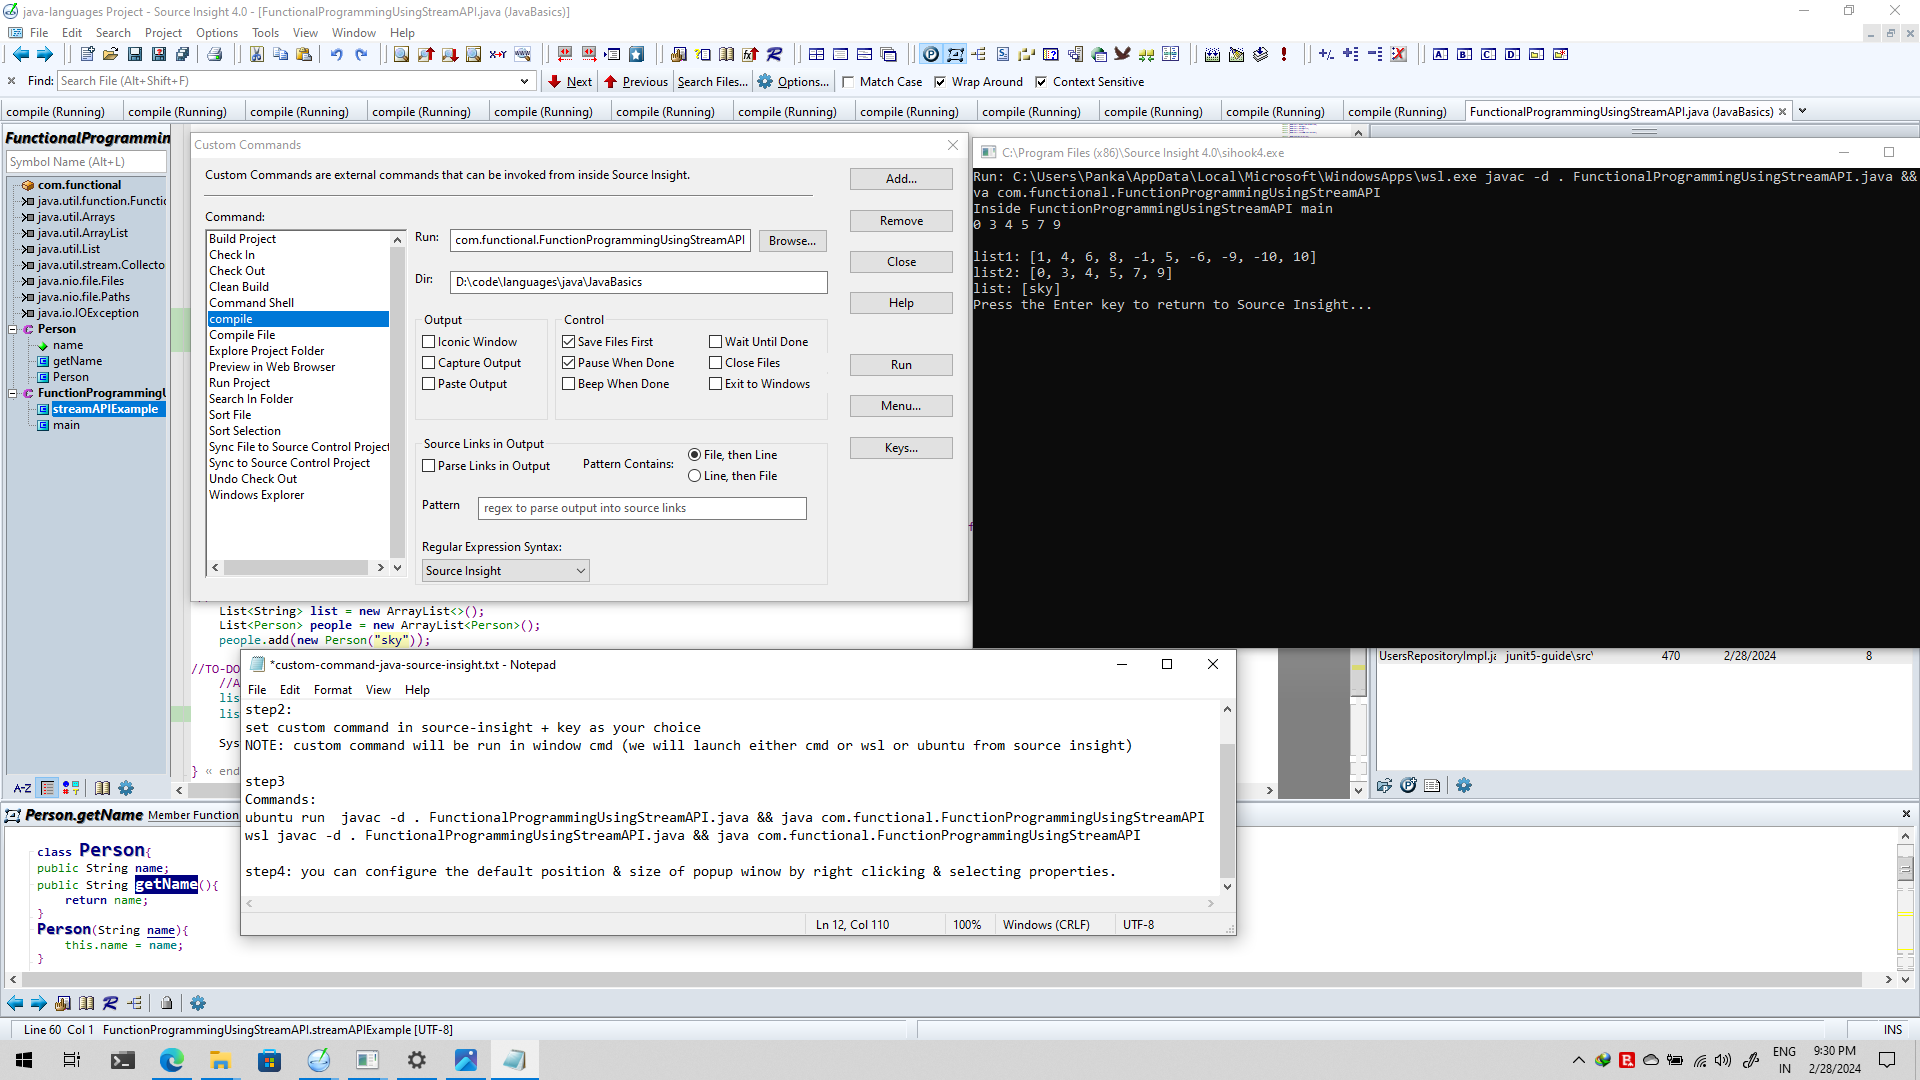 java-languages Project - Source Insight 4.0 - [FunctionalProgrammingUsingStreamAPI.java (JavaBasics)]
File Edit Search Project Options Tools View Window Help
Find: Search File (Alt+Shift+F) Next Previous Search Files... Options... Match Case Wrap Around Context Sensitive
compile (Running) compile (Running) compile (Running) compile (Running) compile (Running) compile (Running) compile (Running) compile (Running) compile (Running) compile (Running) compile (Running) compile (Running) FunctionalProgrammingUsingStreamAPI.java (JavaBasics)
FunctionalProgrammin
Symbol Name (Alt+L)
com.functional
java.util.function.Functio
java.util.Arrays
java.util.ArrayList
java.util.List
java.util.stream.Collecto
java.nio.file.Files
java.nio.file.Paths
java.io.IOException
Person
name
getName
Person
FunctionProgrammingU
streamAPIExample
main
A-Z
Custom Commands
Custom Commands are external commands that can be invoked from inside Source Insight.
Command:
Build Project
Check In
Check Out
Clean Build
Command Shell
compile
Compile File
Explore Project Folder
Preview in Web Browser
Run Project
Search In Folder
Sort File
Sort Selection
Sync File to Source Control Project
Sync to Source Control Project
Undo Check Out
Windows Explorer
Run: com.functional.FunctionProgrammingUsingStreamAPI Browse...
Dir: D:\code\languages\java\JavaBasics
Output
Iconic Window
Capture Output
Paste Output
Control
Save Files First Wait Until Done
Pause When Done Close Files
Beep When Done Exit to Windows
Source Links in Output
Parse Links in Output Pattern Contains: File, then Line
Line, then File
Pattern regex to parse output into source links
Regular Expression Syntax:
Source Insight
Add...
Remove
Close
Help
Run
Menu...
Keys...
C:\Program Files (x86)\Source Insight 4.0\sihook4.exe
Run: C:\Users\Panka\AppData\Local\Microsoft\WindowsApps\wsl.exe javac -d . FunctionalProgrammingUsingStreamAPI.java &&
va com.functional.FunctionProgrammingUsingStreamAPI
Inside FunctionProgrammingUsingStreamAPI main
0 3 4 5 7 9
list1: [1, 4, 6, 8, -1, 5, -6, -9, -10, 10]
list2: [0, 3, 4, 5, 7, 9]
list: [sky]
Press the Enter key to return to Source Insight...
List<String> list = new ArrayList<>();
List<Person> people = new ArrayList<Person>();
people.add(new Person("sky"));
//TO-DO
//A
lis
lis
Sys
} « end
UsersRepositoryImpl.ja junit5-guide\src\ 470 2/28/2024 8
*custom-command-java-source-insight.txt - Notepad
File Edit Format View Help
step2:
set custom command in source-insight + key as your choice
NOTE: custom command will be run in window cmd (we will launch either cmd or wsl or ubuntu from source insight)
step3
Commands:
ubuntu run  javac -d . FunctionalProgrammingUsingStreamAPI.java && java com.functional.FunctionProgrammingUsingStreamAPI
wsl javac -d . FunctionalProgrammingUsingStreamAPI.java && java com.functional.FunctionProgrammingUsingStreamAPI
step4: you can configure the default position & size of popup winow by right clicking & selecting properties.
Ln 12, Col 110 100% Windows (CRLF) UTF-8
Person.getName Member Function
class Person{
public String name;
public String getName(){
return name;
}
Person(String name){
this.name = name;
}
Line 60 Col 1 FunctionProgrammingUsingStreamAPI.streamAPIExample [UTF-8] INS
ENG
IN
9:30 PM
2/28/2024